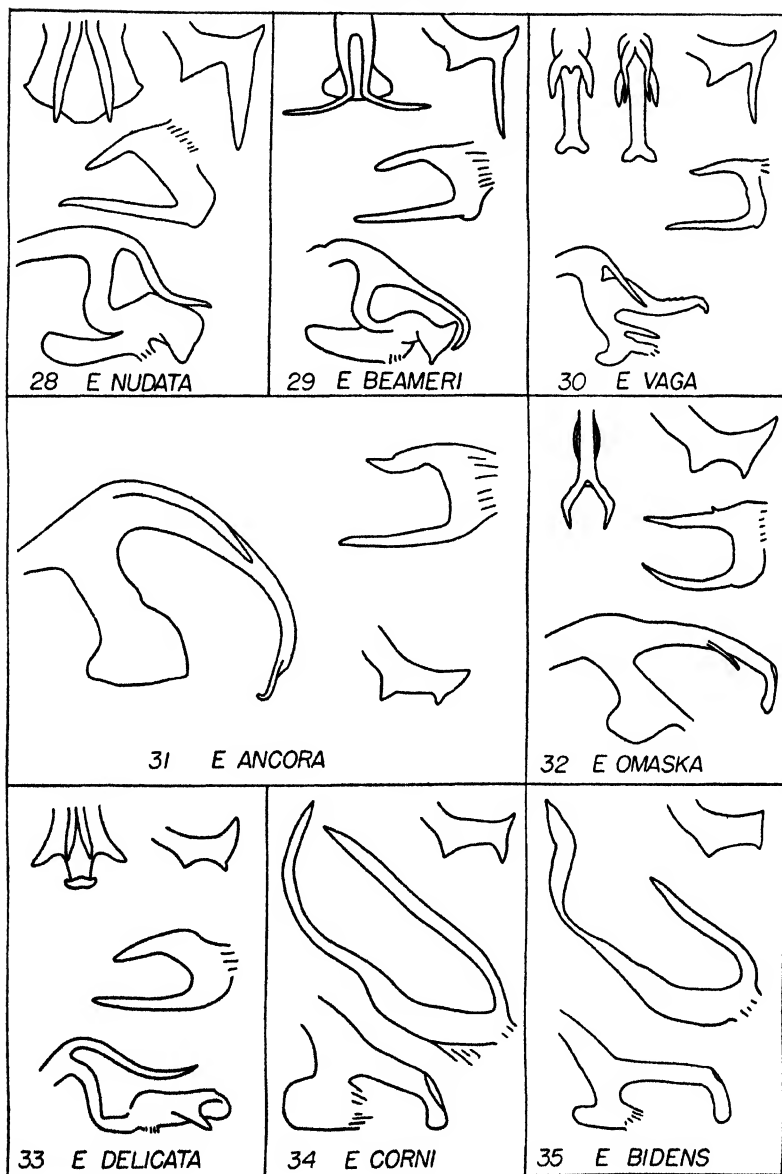 28 E NUDATA
29 E BEAMERI
30 E VAGA
31 E ANCORA
32 E OMASKA
33 E DELICATA
34 E CORNI
35 E BIDENS